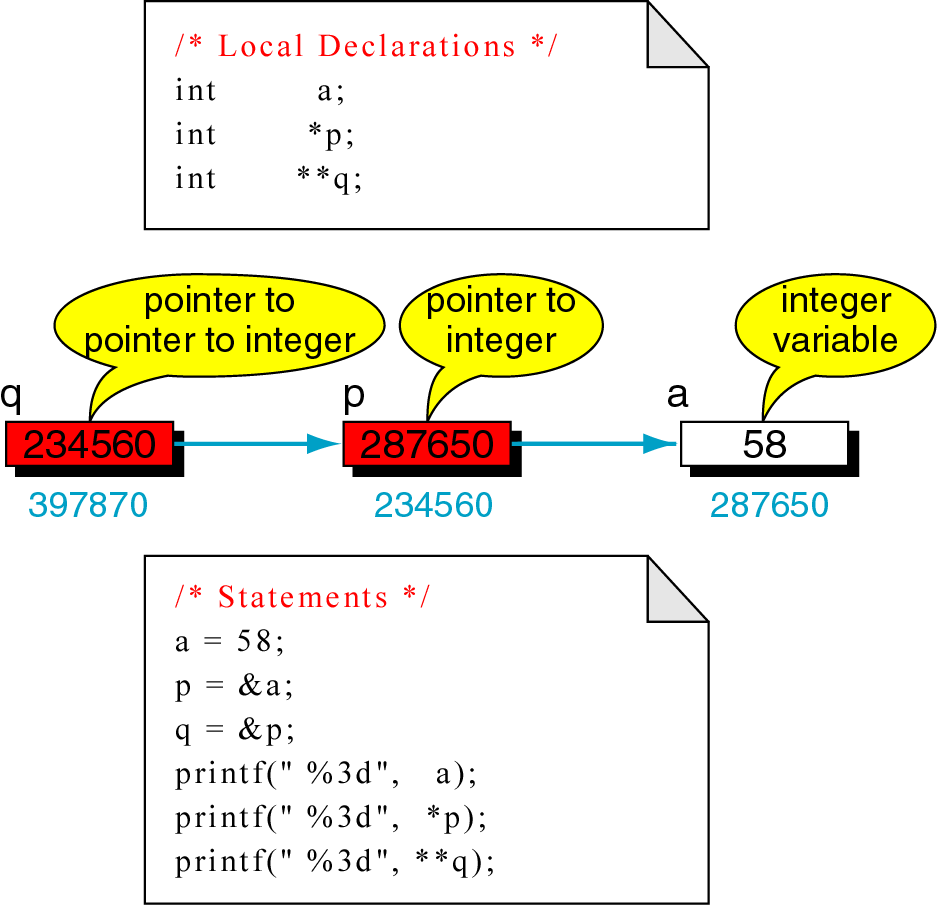 /* Local Declarations */
int a;
int *p;
int **q;
pointer to
pointer to integer
pointer to
integer
integer
variable
q
p
a
234560
287650
58
397870
234560
287650
/* Statements */
a = 58;
p = &a;
q = &p;
printf(" %3d", a);
printf(" %3d", *p);
printf(" %3d", **q);